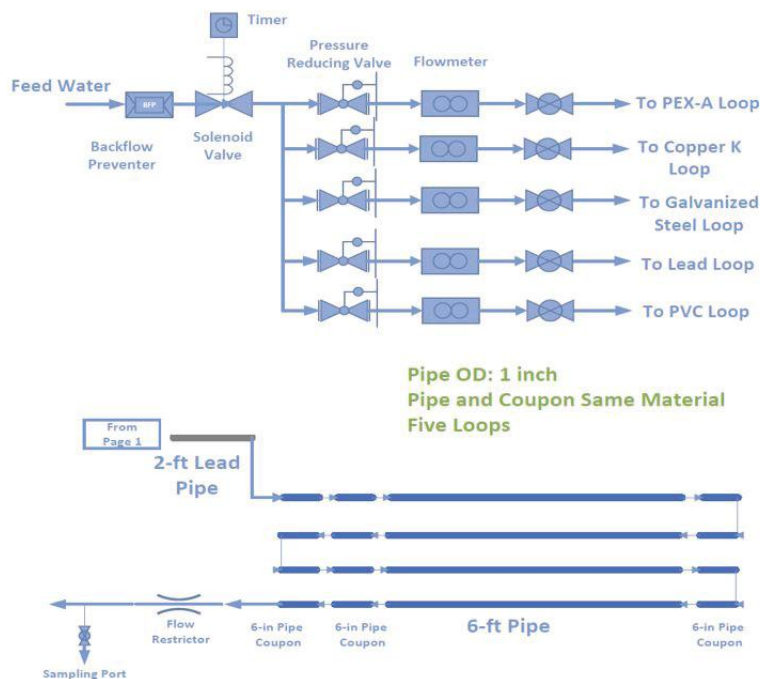 Timer
Pressure
Reducing Valve
Flowmeter
Feed Water
BFP
Backflow
Preventer
Solenoid
Valve
To PEX-A Loop
To Copper K
Loop
To Galvanized
Steel Loop
To Lead Loop
To PVC Loop
Pipe OD: 1 inch
Pipe and Coupon Same Material
Five Loops
From
Page 1
2-ft Lead
Pipe
Flow
Restrictor
6-in Pipe
Coupon
6-in Pipe
Coupon
6-ft Pipe
6-in Pipe
Coupon
Sampling Port